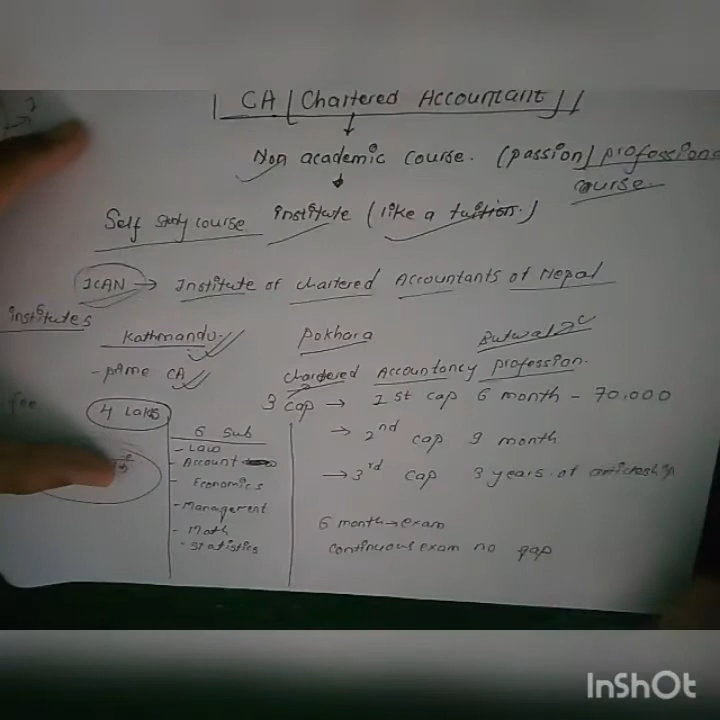 CA (Chartered Accountant)
Non academic course. (passion) professional
course.
Self study course institute (like a tuition.)
ICAN → Institute of chartered Accountants of Nepal
institutes
Kathmandu Pokhara Butwal
- prime CA Chartered Accountancy profession.
fee
3 cap → 1st cap 6 month - 70.000
4 Laks
6 Sub → 2nd cap 9 month
- Law
- Account → 3rd cap 3 years of articleship
- Economics
- Management 6 month → exam
- Math
- Statistics continuous exam no gap
InShOt